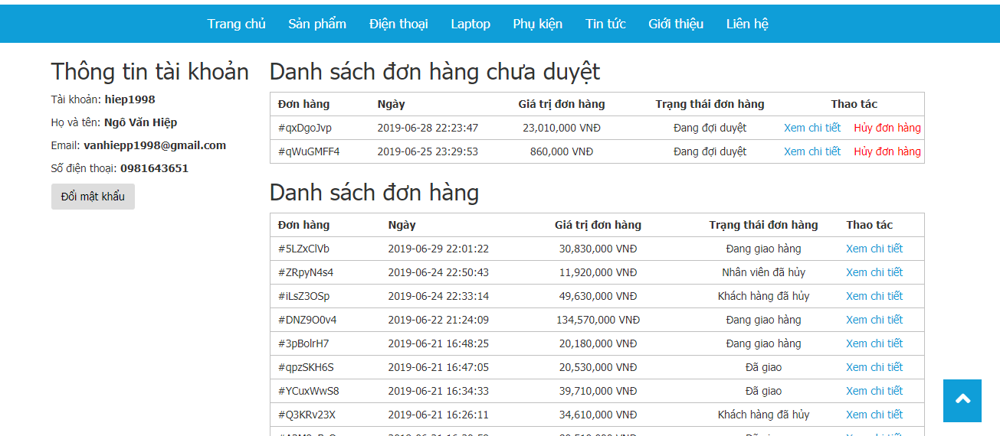 Trang chủ Sản phẩm Điện thoại Laptop Phụ kiện Tin tức Giới thiệu Liên hệ
Thông tin tài khoản
Tài khoản: hiep1998
Họ và tên: Ngô Văn Hiệp
Email: vanhiepp1998@gmail.com
Số điện thoại: 0981643651
Đổi mật khẩu
Danh sách đơn hàng chưa duyệt
Đơn hàng Ngày Giá trị đơn hàng Trạng thái đơn hàng Thao tác
#qxDgoJvp 2019-06-28 22:23:47 23,010,000 VNĐ Đang đợi duyệt Xem chi tiết Hủy đơn hàng
#qWuGMFF4 2019-06-25 23:29:53 860,000 VNĐ Đang đợi duyệt Xem chi tiết Hủy đơn hàng
Danh sách đơn hàng
Đơn hàng Ngày Giá trị đơn hàng Trạng thái đơn hàng Thao tác
#5LZxClVb 2019-06-29 22:01:22 30,830,000 VNĐ Đang giao hàng Xem chi tiết
#ZRpyN4s4 2019-06-24 22:50:43 11,920,000 VNĐ Nhân viên đã hủy Xem chi tiết
#iLsZ3OSp 2019-06-24 22:33:14 49,630,000 VNĐ Khách hàng đã hủy Xem chi tiết
#DNZ9O0v4 2019-06-22 21:24:09 134,570,000 VNĐ Đang giao hàng Xem chi tiết
#3pBolrH7 2019-06-21 16:48:25 20,180,000 VNĐ Đang giao hàng Xem chi tiết
#qpzSKH6S 2019-06-21 16:47:05 20,530,000 VNĐ Đã giao Xem chi tiết
#YCuxWwS8 2019-06-21 16:34:33 39,710,000 VNĐ Đã giao Xem chi tiết
#Q3KRv23X 2019-06-21 16:26:11 34,610,000 VNĐ Khách hàng đã hủy Xem chi tiết